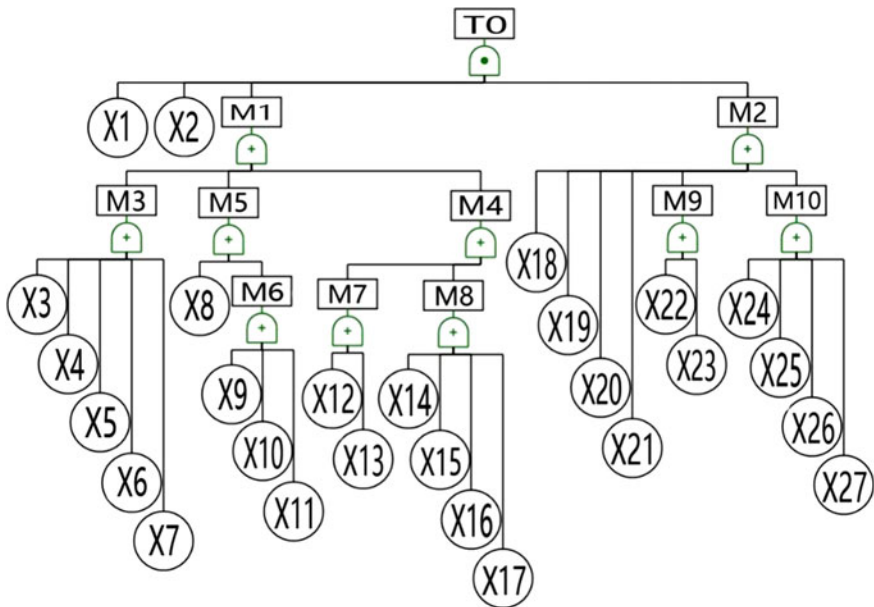 TO
X1 X2 M1 M2
M3 M5 M4 M9 M10
X18
X3 X8 M6 M7 M8 X22 X24
X19
X4 X9 X12 X14 X20 X23 X25
X5 X10 X13 X15 X21 X26
X6 X11 X16 X27
X7 X17